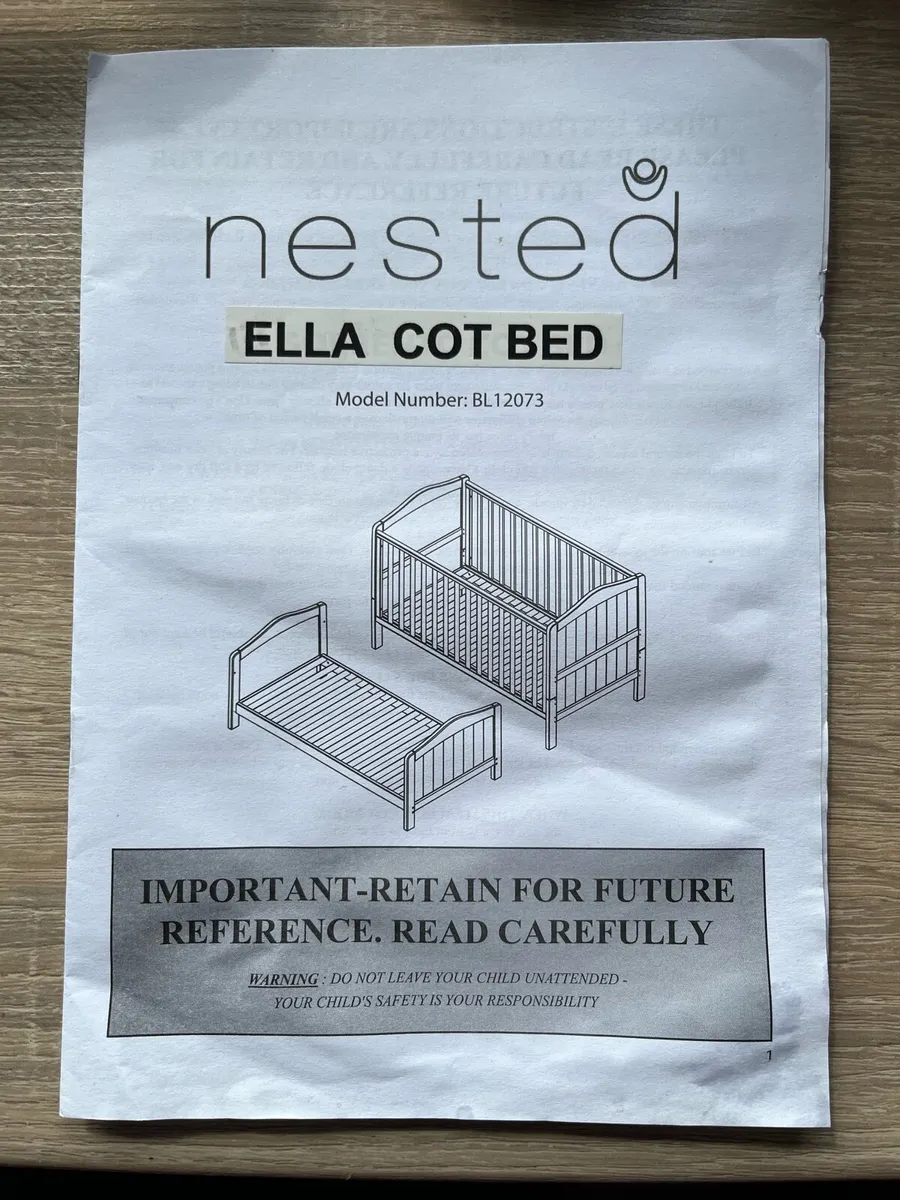 nested
ELLA COT BED
Model Number: BL12073
IMPORTANT-RETAIN FOR FUTURE
REFERENCE. READ CAREFULLY
WARNING : DO NOT LEAVE YOUR CHILD UNATTENDED -
YOUR CHILD'S SAFETY IS YOUR RESPONSIBILITY
1